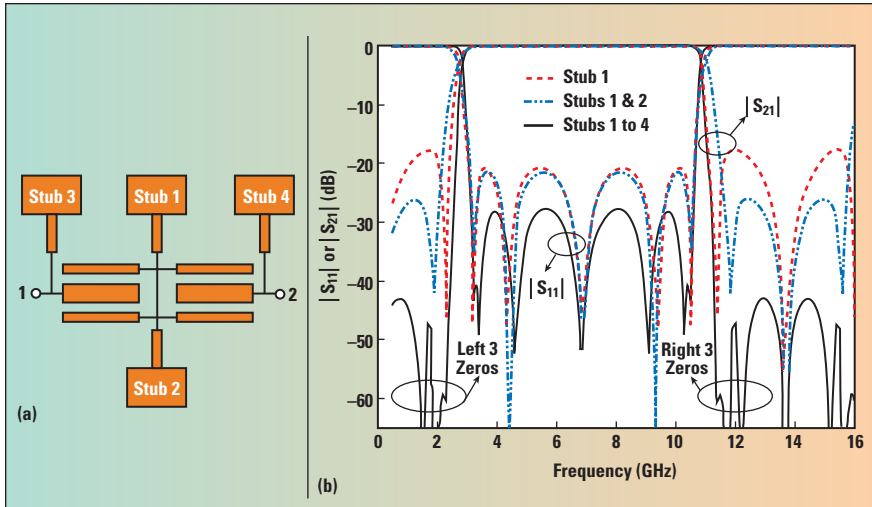 (a)
Stub 3
Stub 1
Stub 4
1
2
Stub 2
(b)
|S11| or |S21| (dB)
0
–10
–20
–30
–40
–50
–60
Stub 1
Stubs 1 & 2
Stubs 1 to 4
|S21|
|S11|
Left 3
Zeros
Right 3
Zeros
0
2
4
6
8
10
12
14
16
Frequency (GHz)